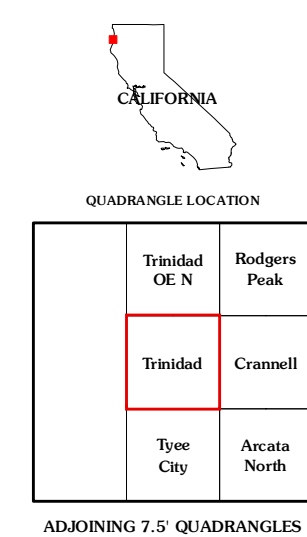 CALIFORNIA
QUADRANGLE LOCATION
Trinidad
OE N
Rodgers
Peak
Trinidad
Crannell
Tyee
City
Arcata
North
ADJOINING 7.5' QUADRANGLES